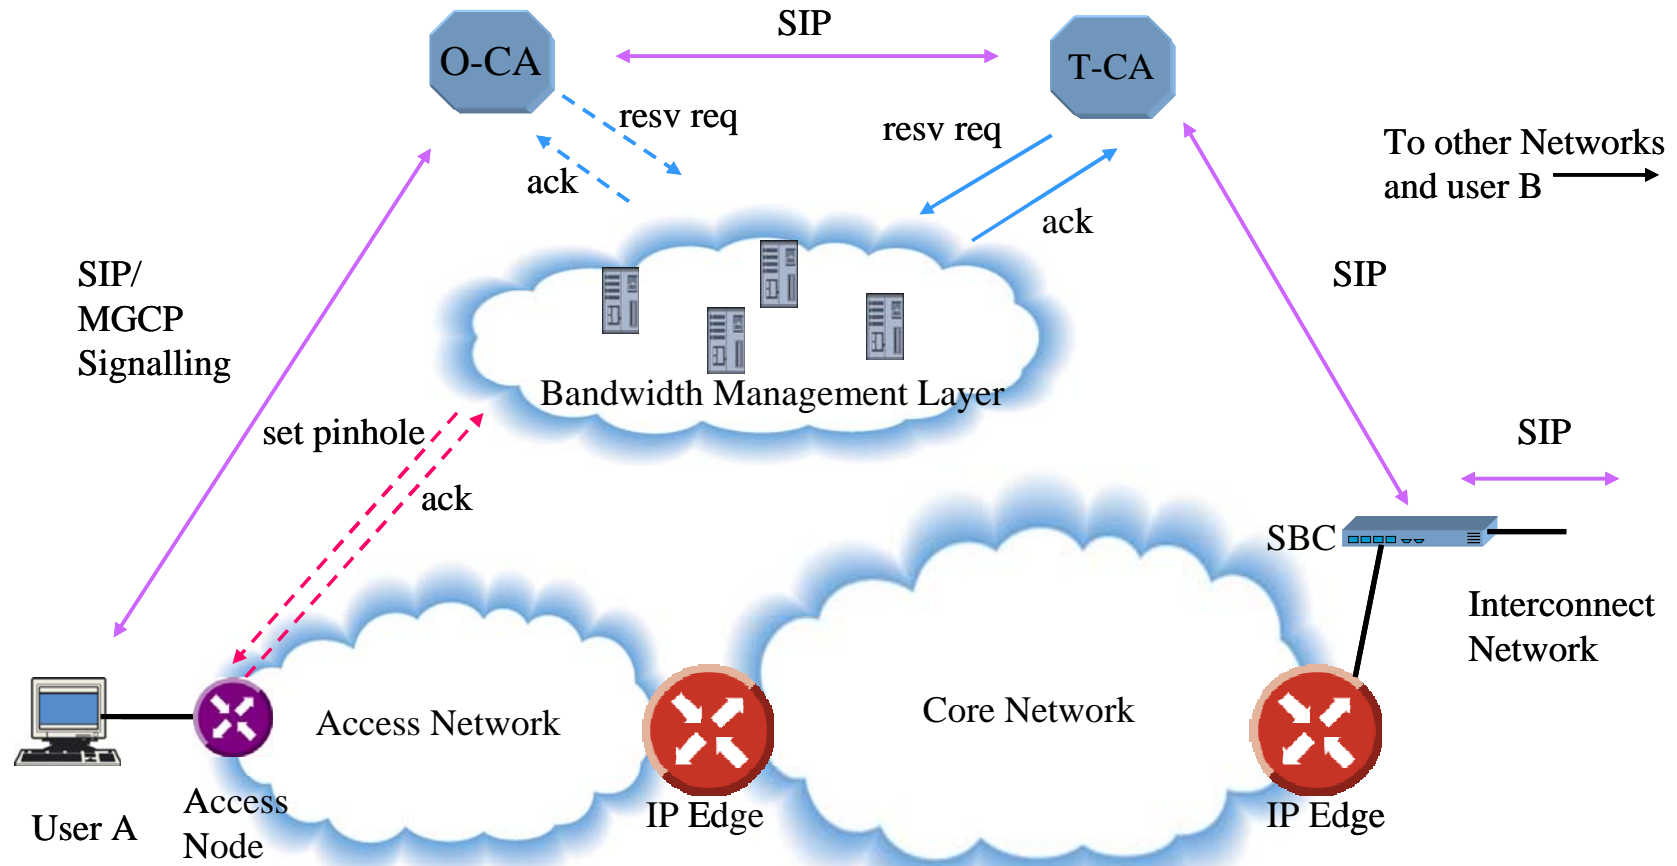 SIP
O-CA
T-CA
resv req
resv req
ack
ack
To other Networks
and user B
SIP/
MGCP
Signalling
SIP
Bandwidth Management Layer
set pinhole
ack
SIP
SBC
Interconnect
Network
Access Network
Core Network
User A
Access
Node
IP Edge
IP Edge